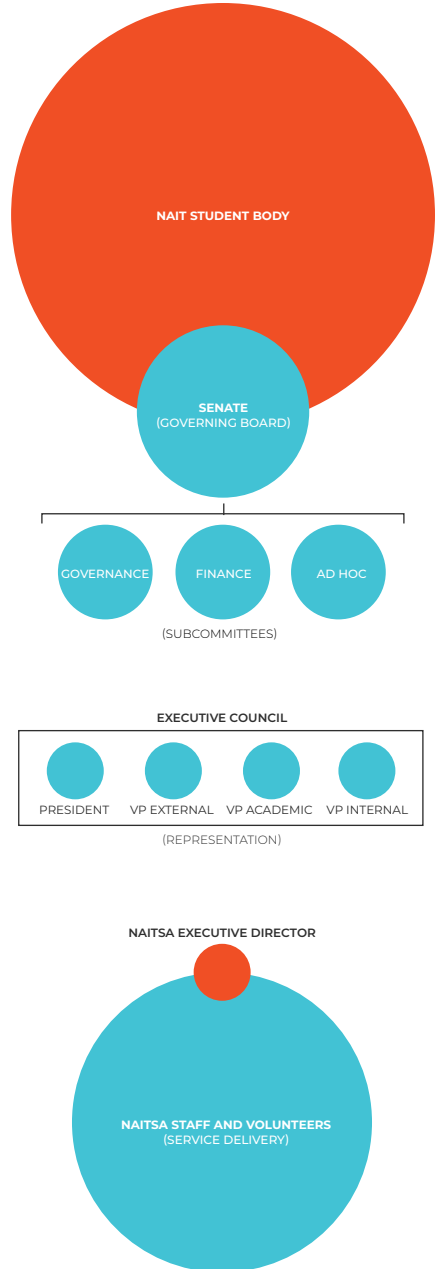 NAIT STUDENT BODY
SENATE
(GOVERNING BOARD)
GOVERNANCE
FINANCE
AD HOC
(SUBCOMMITTEES)
EXECUTIVE COUNCIL
PRESIDENT
VP EXTERNAL
VP ACADEMIC
VP INTERNAL
(REPRESENTATION)
NAITSA EXECUTIVE DIRECTOR
NAITSA STAFF AND VOLUNTEERS
(SERVICE DELIVERY)